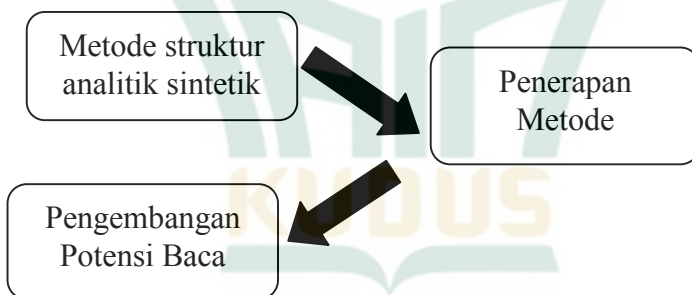 Metode struktur
analitik sintetik
Penerapan
Metode
KUDUS
Pengembangan
Potensi Baca